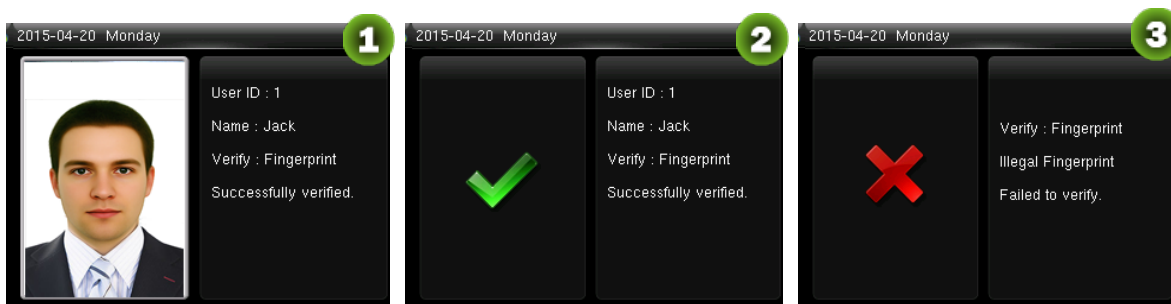 2015-04-20 Monday
1
User ID : 1
Name : Jack
Verify : Fingerprint
Successfully verified.
2015-04-20 Monday
2
User ID : 1
Name : Jack
Verify : Fingerprint
Successfully verified.
2015-04-20 Monday
3
Verify : Fingerprint
Illegal Fingerprint
Failed to verify.